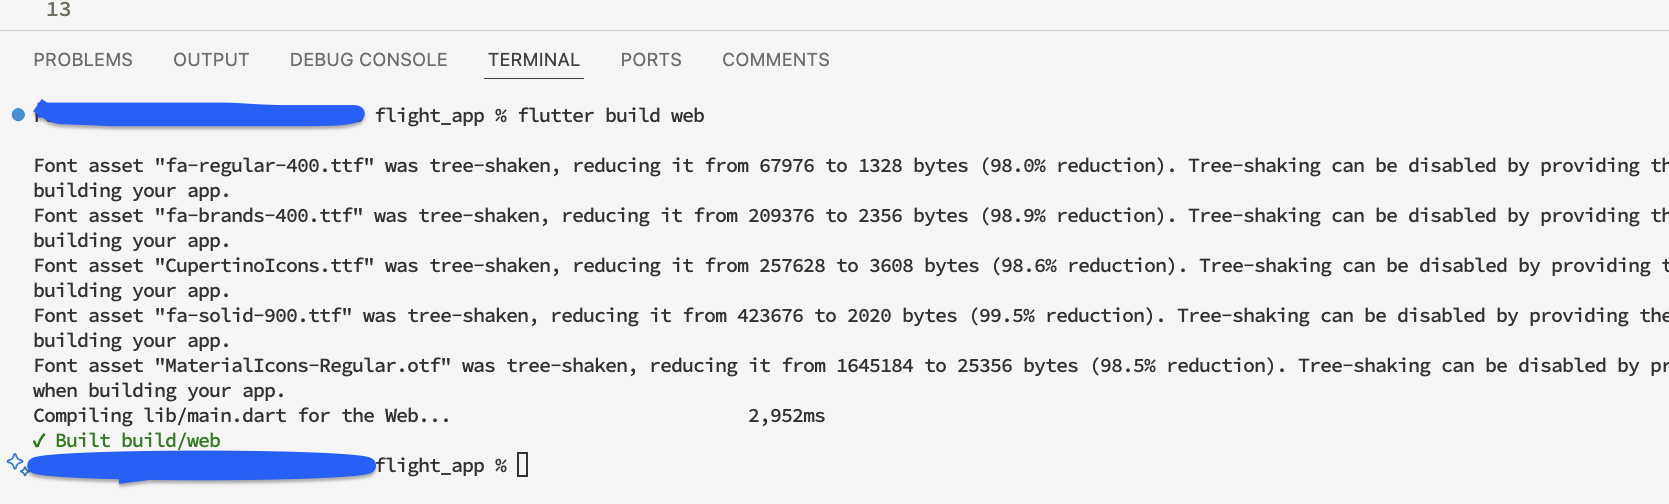 13
PROBLEMS OUTPUT DEBUG CONSOLE TERMINAL PORTS COMMENTS
flight_app % flutter build web
Font asset "fa-regular-400.ttf" was tree-shaken, reducing it from 67976 to 1328 bytes (98.0% reduction). Tree-shaking can be disabled by providing th
building your app.
Font asset "fa-brands-400.ttf" was tree-shaken, reducing it from 209376 to 2356 bytes (98.9% reduction). Tree-shaking can be disabled by providing th
building your app.
Font asset "CupertinoIcons.ttf" was tree-shaken, reducing it from 257628 to 3608 bytes (98.6% reduction). Tree-shaking can be disabled by providing t
building your app.
Font asset "fa-solid-900.ttf" was tree-shaken, reducing it from 423676 to 2020 bytes (99.5% reduction). Tree-shaking can be disabled by providing the
building your app.
Font asset "MaterialIcons-Regular.otf" was tree-shaken, reducing it from 1645184 to 25356 bytes (98.5% reduction). Tree-shaking can be disabled by pr
when building your app.
Compiling lib/main.dart for the Web... 2,952ms
✓ Built build/web
flight_app %